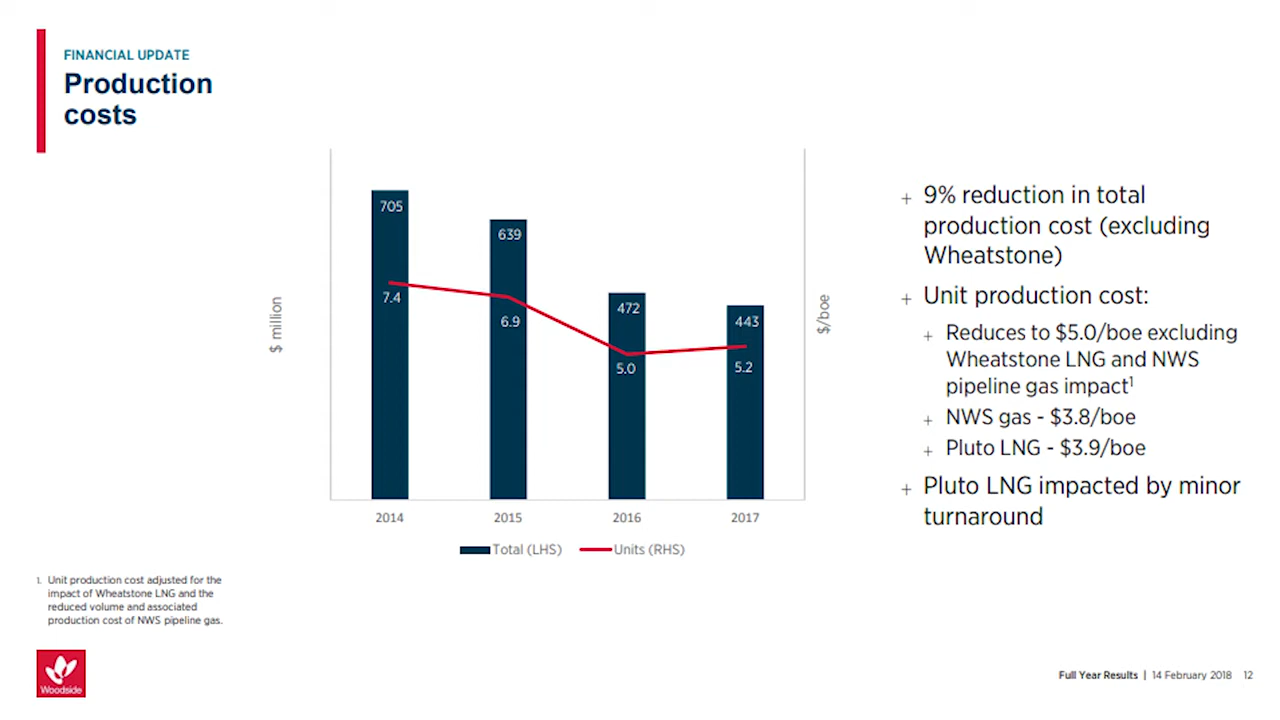 FINANCIAL UPDATE
Production
costs
$ million
705
639
472
443
7.4
6.9
5.0
5.2
$/boe
2014
2015
2016
2017
Total (LHS)
Units (RHS)
+ 9% reduction in total
production cost (excluding
Wheatstone)
+ Unit production cost:
+ Reduces to $5.0/boe excluding
Wheatstone LNG and NWS
pipeline gas impact¹
+ NWS gas - $3.8/boe
+ Pluto LNG - $3.9/boe
+ Pluto LNG impacted by minor
turnaround
1. Unit production cost adjusted for the
impact of Wheatstone LNG and the
reduced volume and associated
production cost of NWS pipeline gas.
Woodside
Full Year Results | 14 February 2018 12